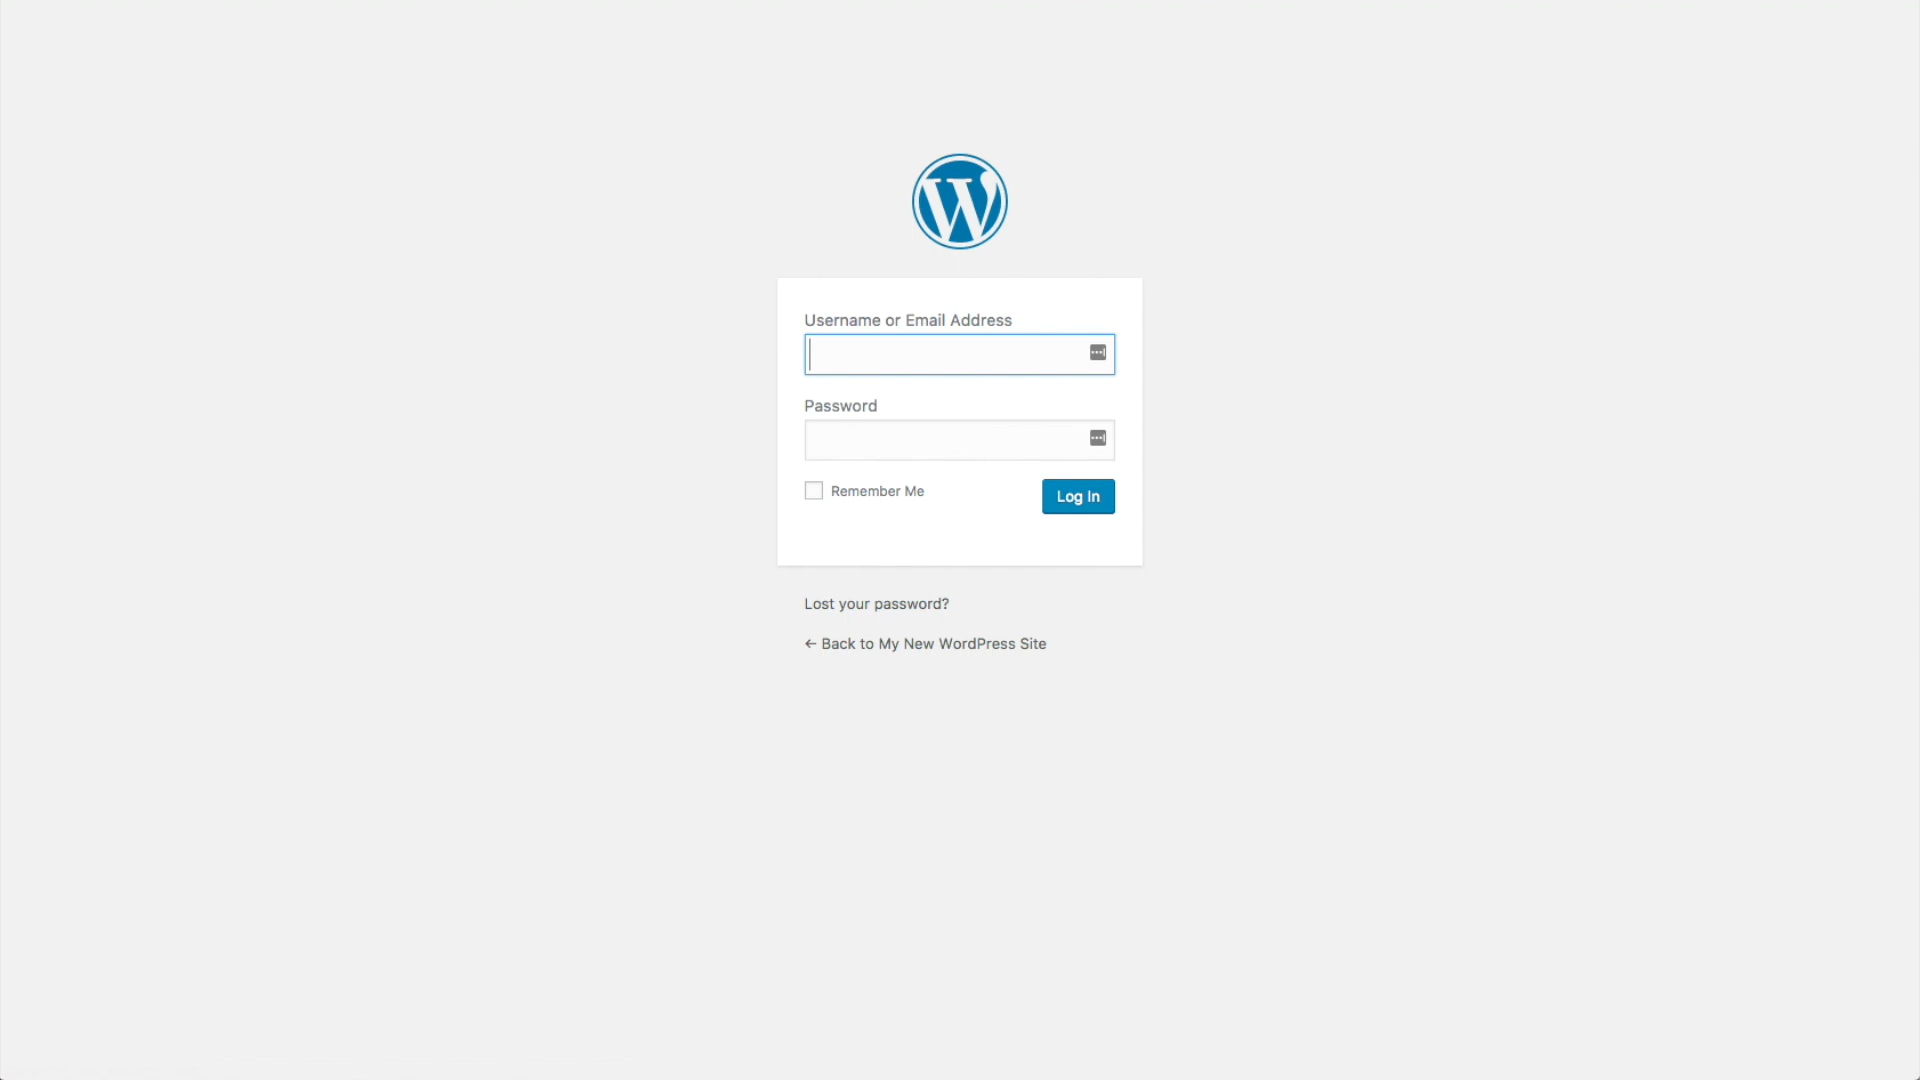 Username or Email Address
Password
Remember Me
Log In
Lost your password?
← Back to My New WordPress Site